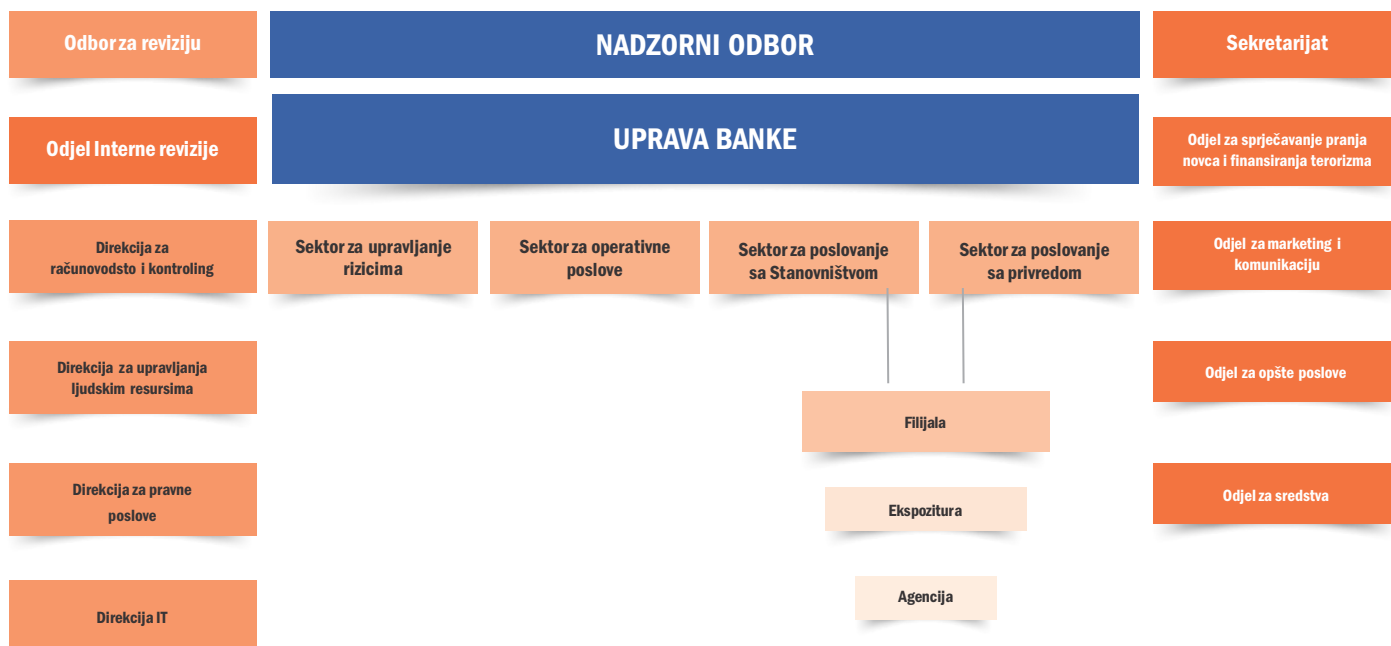 Odbor za reviziju
NADZORNI ODBOR
Sekretarijat
Odjel Interne revizije
UPRAVA BANKE
Odjel za sprječavanje pranja
novca i finansiranja terorizma
Direkcija za
računovodsto i kontroling
Sektor za upravljanje
rizicima
Sektor za operativne
poslove
Sektor za poslovanje
sa Stanovništvom
Sektor za poslovanje
sa privredom
Odjel za marketing i
komunikaciju
Direkcija za upravljanja
ljudskim resursima
Odjel za opšte poslove
Filijala
Direkcija za pravne
poslove
Ekspozitura
Odjel za sredstva
Agencija
Direkcija IT